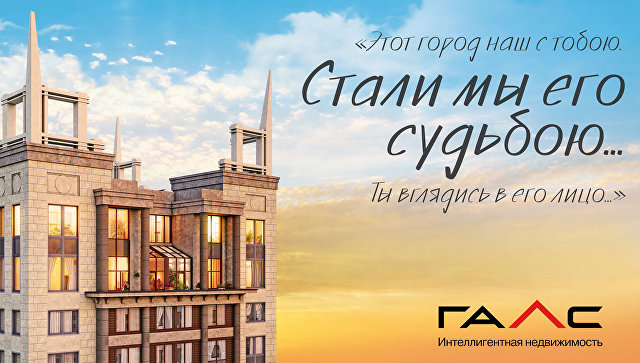 «Этот город наш с тобою.
Стали мы его
судьбою...
Ты вглядись в его лицо...»
ГАЛС
Интеллигентная недвижимость